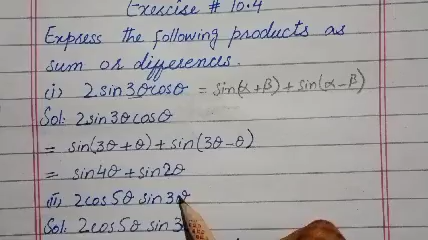 Exercise # 10.4
Express the following products as
sum or differences.
(i) 2sin3θcosθ = sin(α+β)+sin(α-β)
Sol: 2sin3θcosθ
= sin(3θ+θ)+sin(3θ-θ)
= sin4θ+sin2θ
(ii) 2cos5θ sin3θ
Sol: 2cos5θ sin3